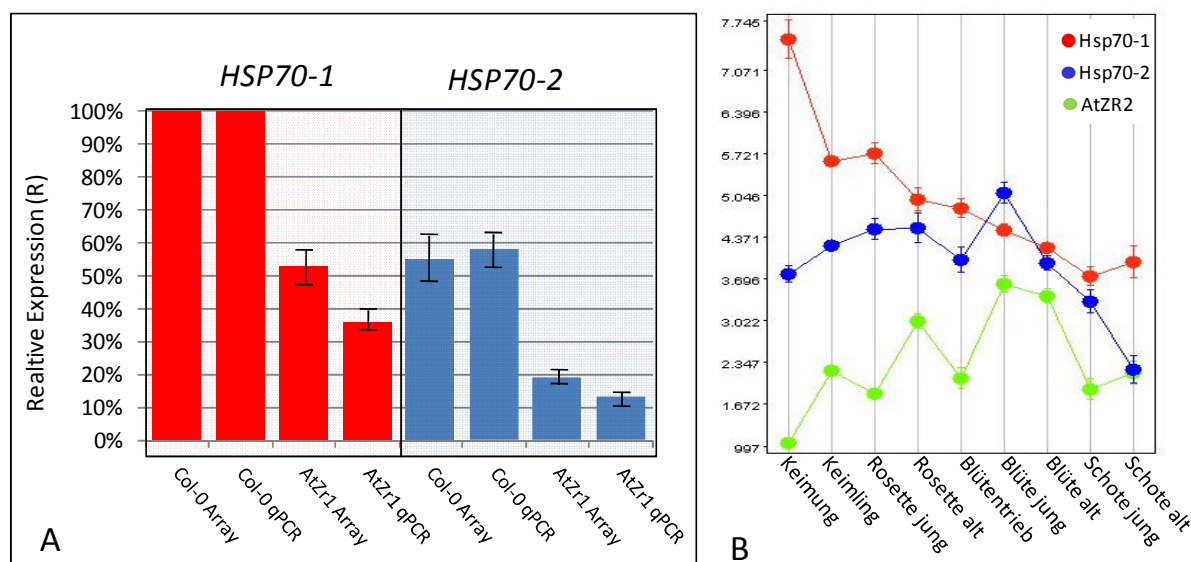 HSP70-1
HSP70-2
Realtive Expression (R)
100%
90%
80%
70%
60%
50%
40%
30%
20%
10%
0%
Col-0 Array
Col-0 qPCR
AtZr1 Array
AtZr1 qPCR
Col-0 Array
Col-0 qPCR
AtZr1 Array
AtZr1 qPCR
A
7.745
7.071
6.396
5.721
5.046
4.371
3.696
3.022
2.347
1.672
997
Hsp70-1
Hsp70-2
AtZR2
Keimung
Keimling
Rosette jung
Rosette alt
Blütentrieb
Blüte jung
Blüte alt
Schote jung
Schote alt
B